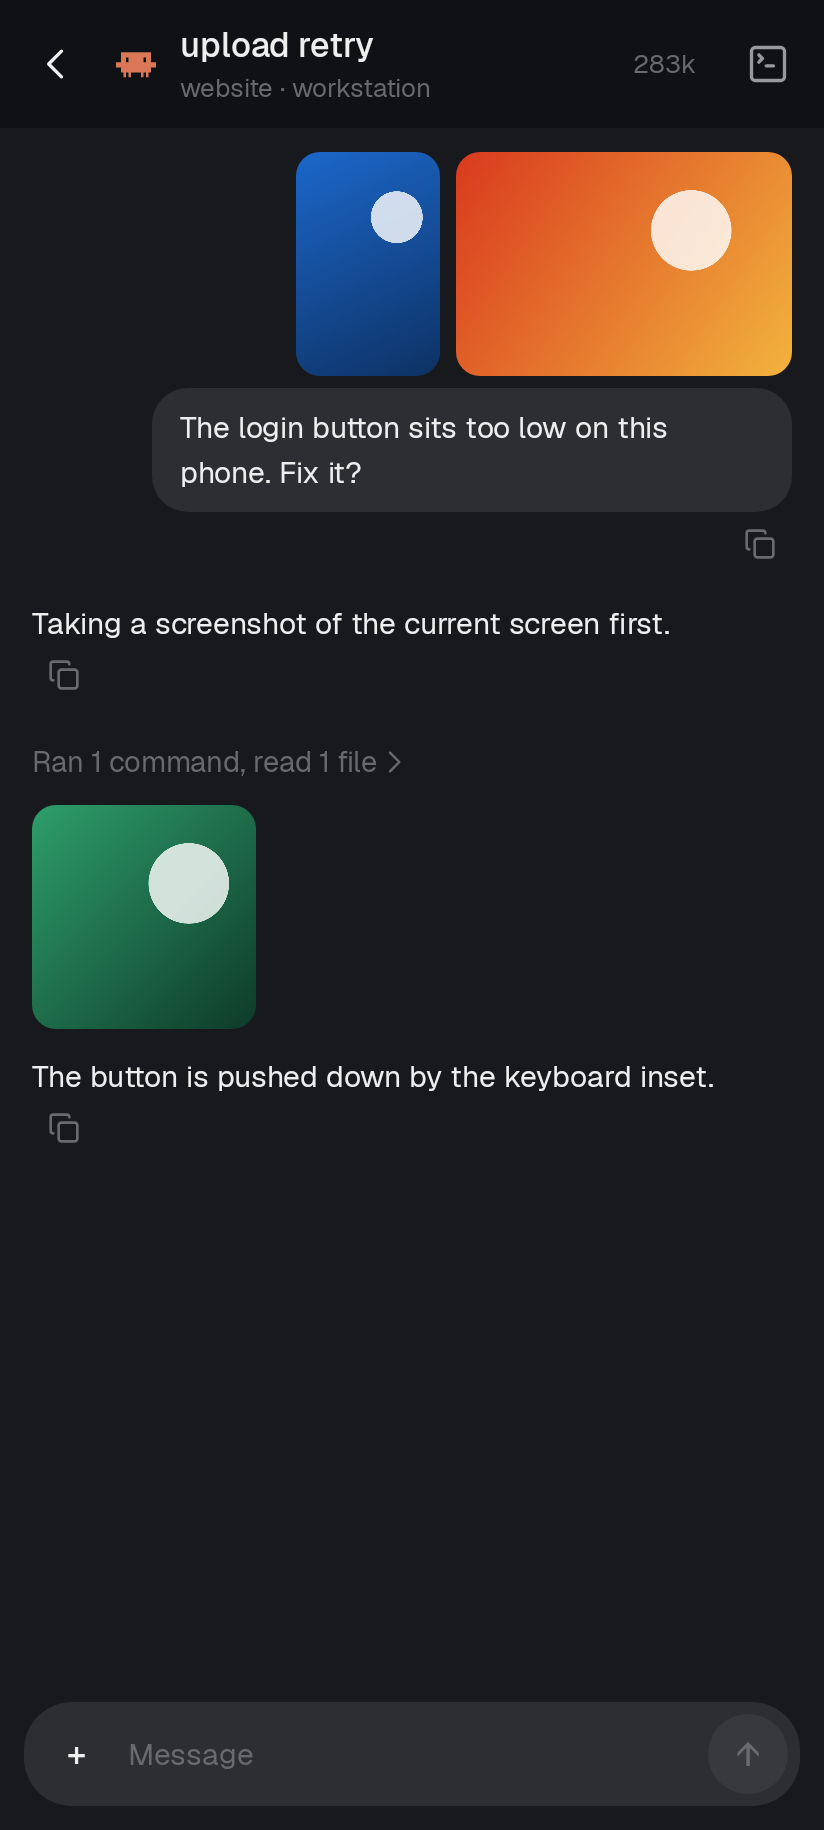 upload retry
website · workstation
283k
The login button sits too low on this
phone. Fix it?
Taking a screenshot of the current screen first.
Ran 1 command, read 1 file
The button is pushed down by the keyboard inset.
Message